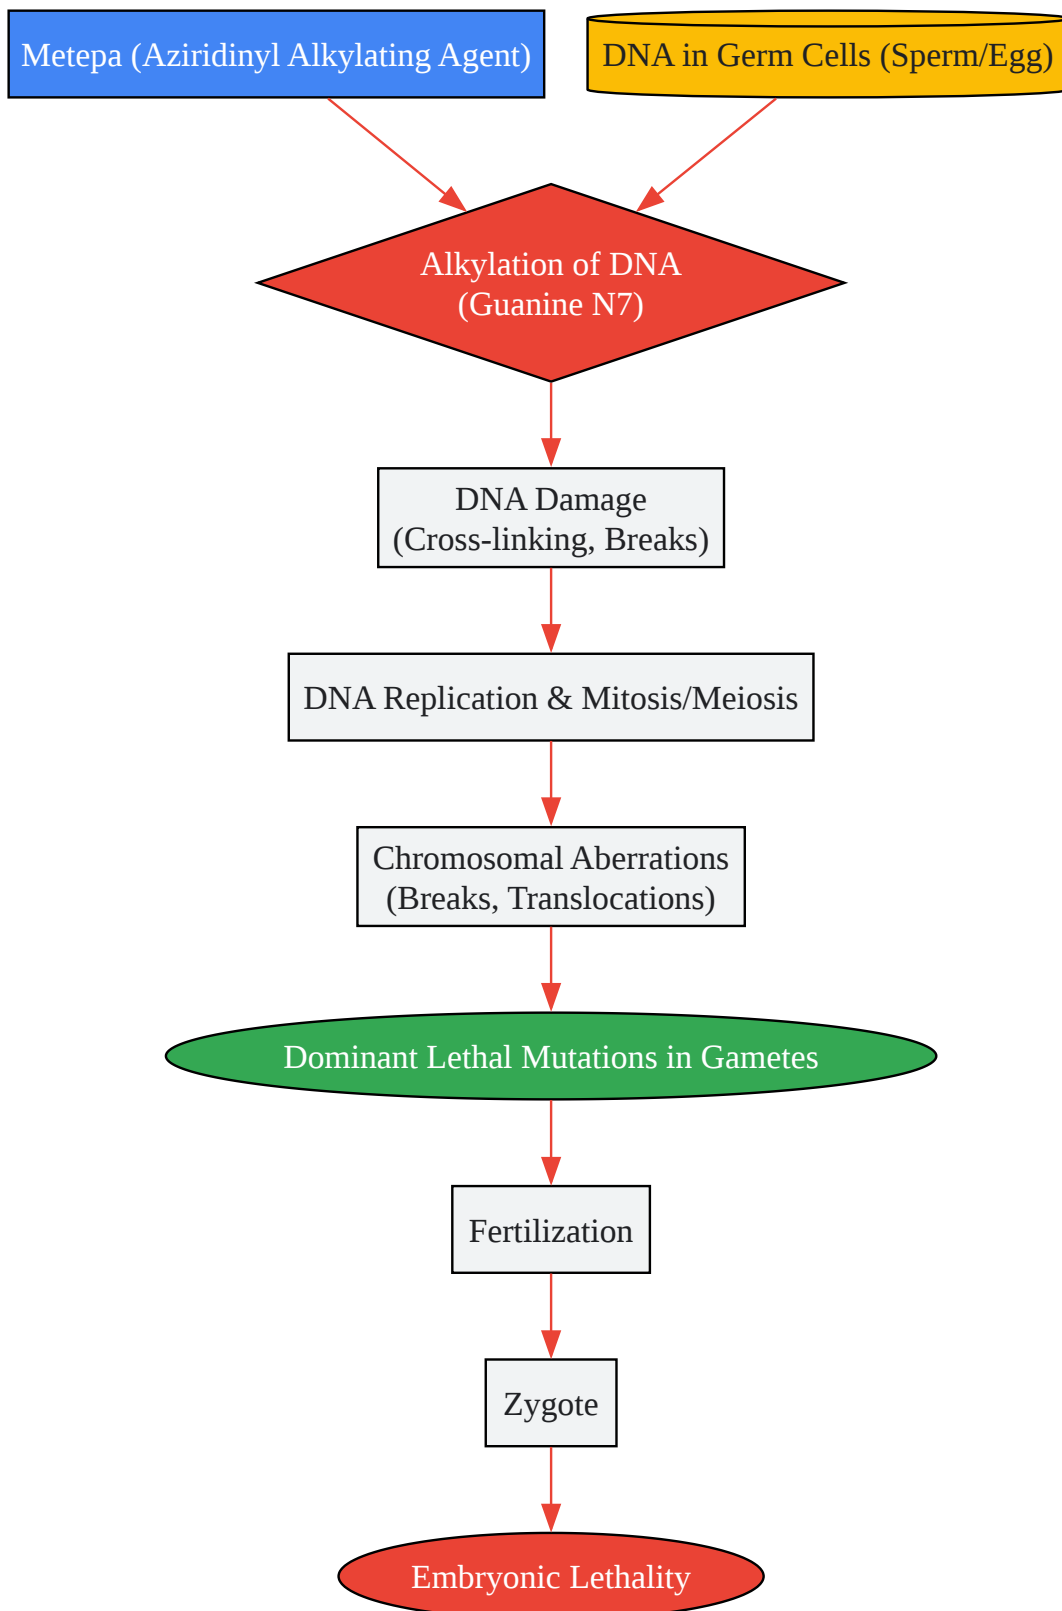 Metepa (Aziridinyl Alkylating Agent)
DNA in Germ Cells (Sperm/Egg)
Alkylation of DNA
(Guanine N7)
DNA Damage
(Cross-linking, Breaks)
DNA Replication & Mitosis/Meiosis
Chromosomal Aberrations
(Breaks, Translocations)
Dominant Lethal Mutations in Gametes
Fertilization
Zygote
Embryonic Lethality